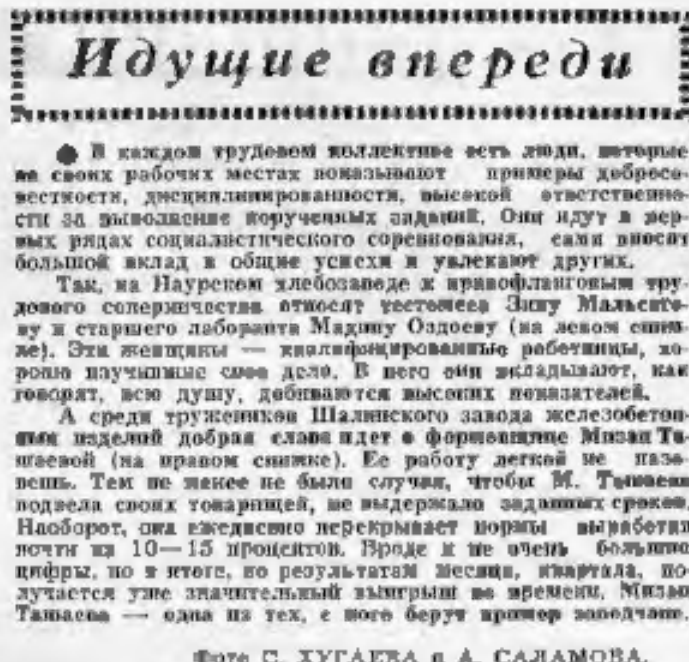 Идущие впереди
● В каждом трудовом коллективе есть люди, которые
на своих рабочих местах показывают примеры добросо-
вестности, дисциплинированности, высокой ответственно-
сти за выполнение порученных заданий. Они идут в пер-
вых рядах социалистического соревнования, сами вносят
большой вклад в общие успехи и увлекают других.
Так, на Наурском хлебозаводе к правофланговым тру-
дового соперничества относят тестомеса Зину Мальсаго-
ву и старшего лаборанта Мадину Оздоеву (на левом сним-
ке). Эти женщины — квалифицированные работницы, хо-
рошо изучившие свое дело. В него они вкладывают, как
говорят, всю душу, добиваются высоких показателей.
А среди тружеников Шалинского завода железобетон-
ных изделий добрая слава идет о формовщице Мизан Та-
шаевой (на правом снимке). Ее работу легкой не назо-
вешь. Тем не менее не было случая, чтобы М. Ташаева
подвела своих товарищей, не выдержала заданных сроков.
Наоборот, она ежедневно перекрывает нормы выработки
почти на 10—15 процентов. Вроде и не очень большие
цифры, но в итоге, по результатам месяца, квартала, по-
лучается уже значительный выигрыш во времени. Мизан
Ташаева — одна из тех, с кого берут пример заводчане.
Фото С. ХУГАЕВА и А. САЛАМОВА.